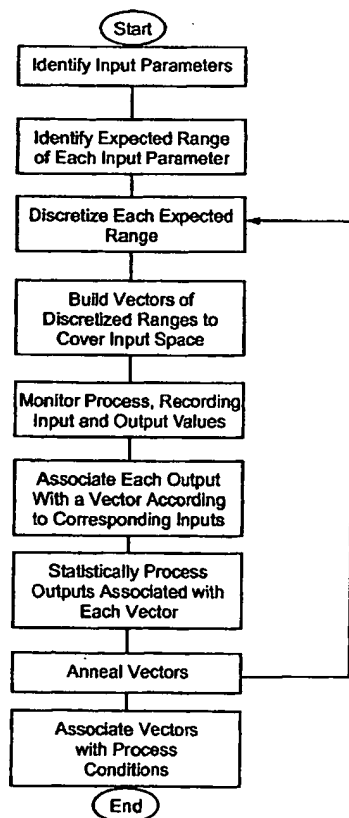 Start
Identify Input Parameters
Identify Expected Range
of Each Input Parameter
Discretize Each Expected
Range
Build Vectors of
Discretized Ranges to
Cover Input Space
Monitor Process, Recording
Input and Output Values
Associate Each Output
With a Vector According
to Corresponding Inputs
Statistically Process
Outputs Associated with
Each Vector
Anneal Vectors
Associate Vectors
with Process
Conditions
End